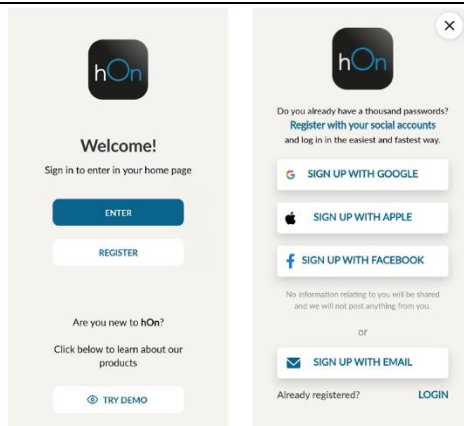 hOn
Welcome!
Sign in to enter in your home page
ENTER
REGISTER
Are you new to hOn?
Click below to learn about our
products
TRY DEMO
hOn
Do you already have a thousand passwords?
Register with your social accounts
and log in in the easiest and fastest way.
SIGN UP WITH GOOGLE
SIGN UP WITH APPLE
SIGN UP WITH FACEBOOK
No information relating to you will be shared
and we will not post anything from you.
or
SIGN UP WITH EMAIL
Already registered? LOGIN